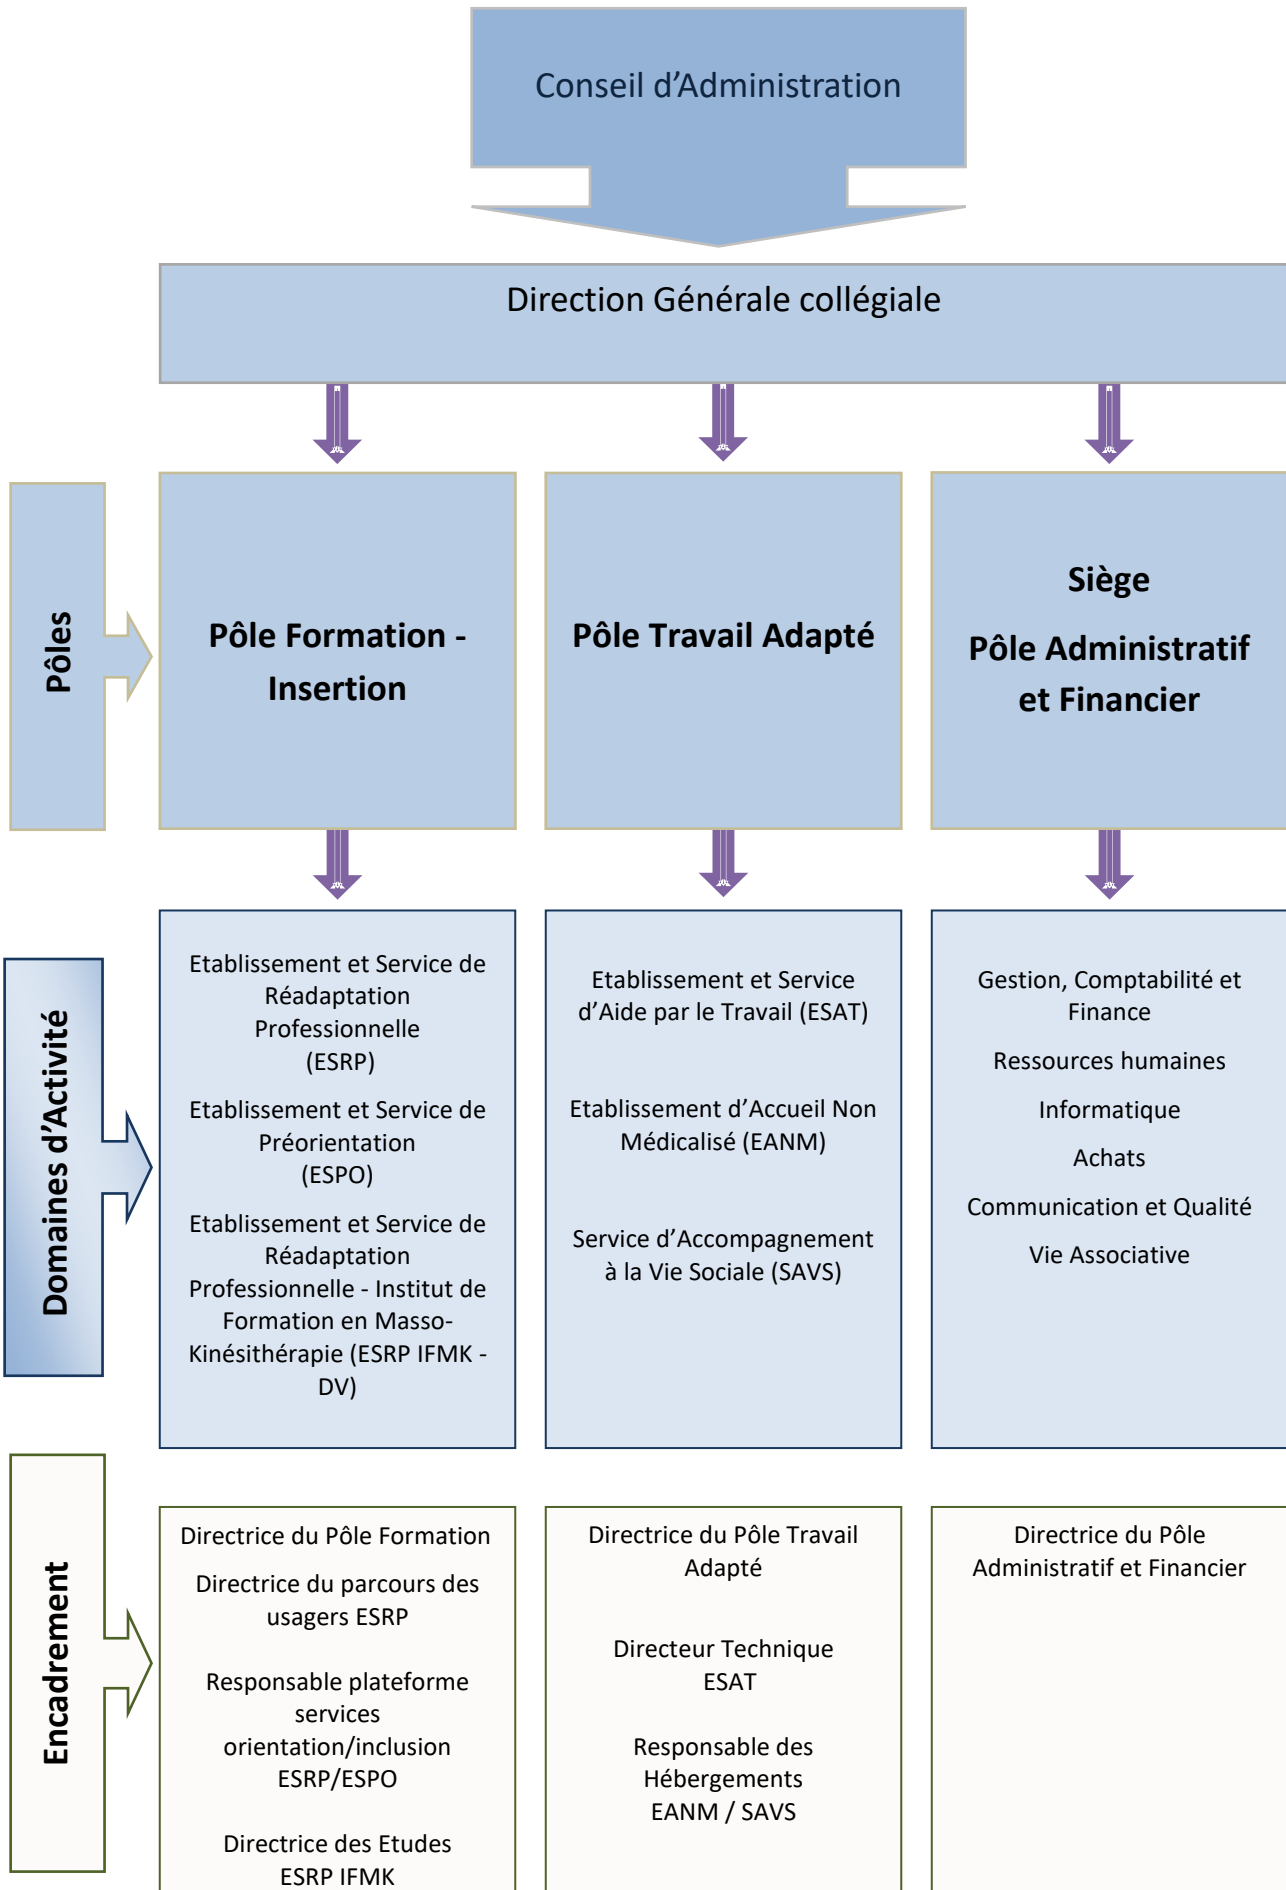 Conseil d’Administration
Direction Générale collégiale
Pôles
Pôle Formation -
Insertion
Pôle Travail Adapté
Siège
Pôle Administratif
et Financier
Domaines d’Activité
Etablissement et Service de
Réadaptation
Professionnelle
(ESRP)
Etablissement et Service de
Préorientation
(ESPO)
Etablissement et Service de
Réadaptation
Professionnelle - Institut de
Formation en Masso-
Kinésithérapie (ESRP IFMK -
DV)
Etablissement et Service
d’Aide par le Travail (ESAT)
Etablissement d’Accueil Non
Médicalisé (EANM)
Service d’Accompagnement
à la Vie Sociale (SAVS)
Gestion, Comptabilité et
Finance
Ressources humaines
Informatique
Achats
Communication et Qualité
Vie Associative
Encadrement
Directrice du Pôle Formation
Directrice du parcours des
usagers ESRP
Responsable plateforme
services
orientation/inclusion
ESRP/ESPO
Directrice des Etudes
ESRP IFMK
Directrice du Pôle Travail
Adapté
Directeur Technique
ESAT
Responsable des
Hébergements
EANM / SAVS
Directrice du Pôle
Administratif et Financier